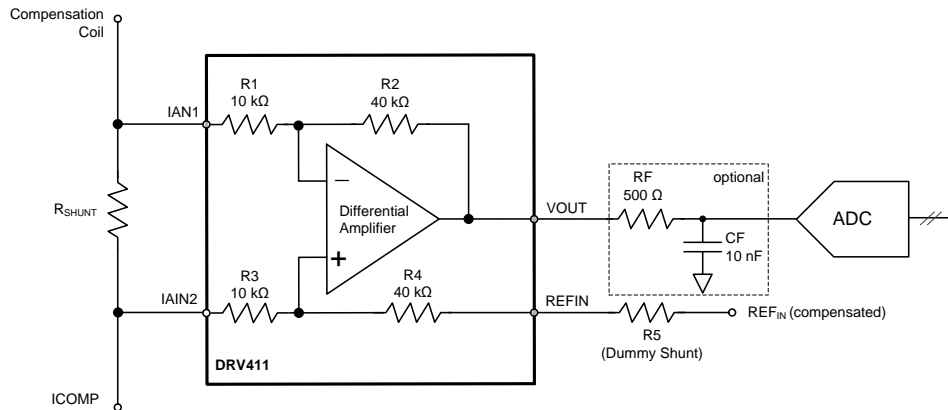 Compensation
Coil
IAN1
R1
10 kΩ
R2
40 kΩ
RSHUNT
Differential
Amplifier
−
+
VOUT
optional
RF
500 Ω
CF
10 nF
ADC
IAIN2
R3
10 kΩ
R4
40 kΩ
REFIN
R5
(Dummy Shunt)
REFIN (compensated)
DRV411
ICOMP